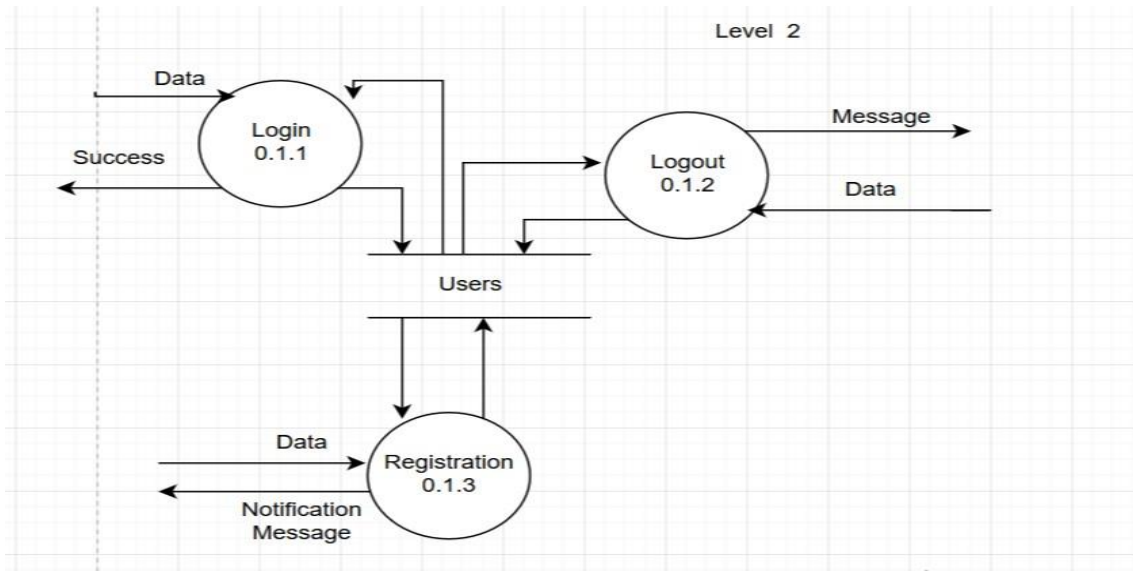 Level 2
Data
Login
0.1.1
Success
Message
Logout
0.1.2
Data
Users
Data
Registration
0.1.3
Notification
Message